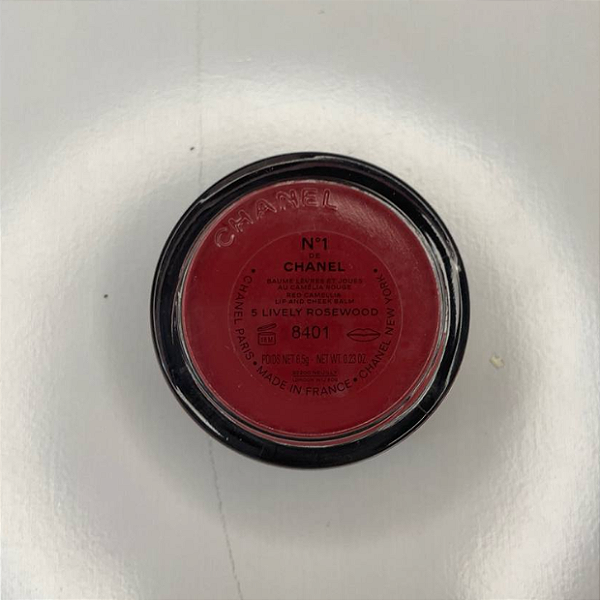 CHANEL
N°1
DE
CHANEL
BAUME LÈVRES ET JOUES
AU CAMÉLIA ROUGE
RED CAMELLIA
LIP AND CHEEK BALM
5 LIVELY ROSEWOOD
8401
POIDS NET 6.5g - NET WT. 0.23 OZ.
CHANEL PARIS • MADE IN FRANCE • CHANEL NEW YORK